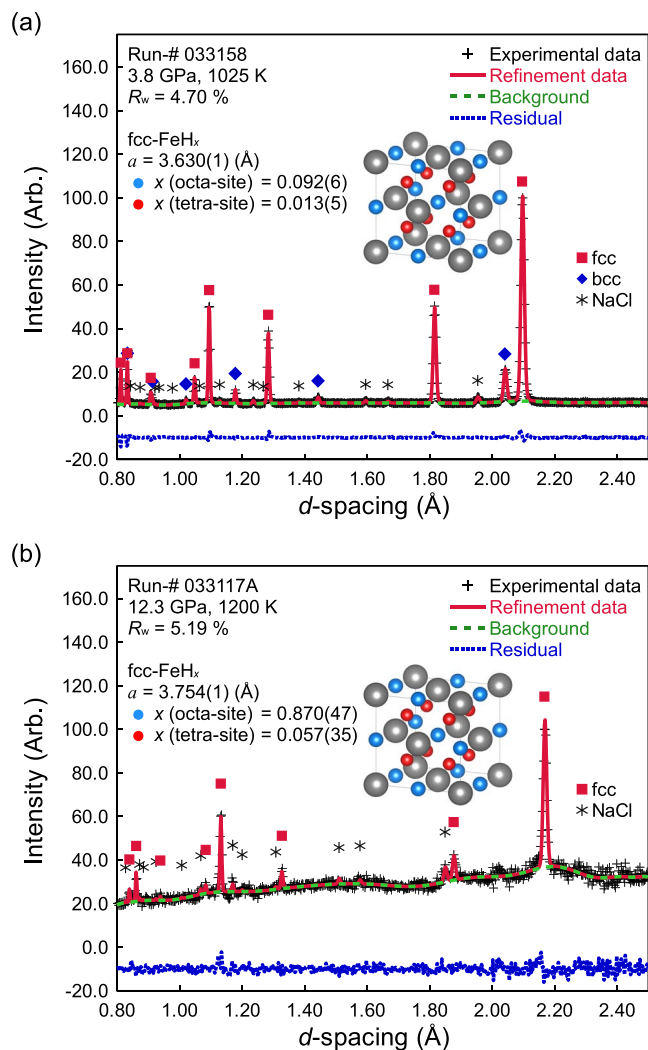 (a)
Run-# 033158
3.8 GPa, 1025 K
Rw = 4.70 %
fcc-FeHx
a = 3.630(1) (Å)
x (octa-site) = 0.092(6)
x (tetra-site) = 0.013(5)
Experimental data
Refinement data
Background
Residual
fcc
bcc
NaCl
Intensity (Arb.)
160.0
140.0
120.0
100.0
80.0
60.0
40.0
20.0
0.0
-20.0
0.80 1.00 1.20 1.40 1.60 1.80 2.00 2.20 2.40
d-spacing (Å)
(b)
Run-# 033117A
12.3 GPa, 1200 K
Rw = 5.19 %
fcc-FeHx
a = 3.754(1) (Å)
x (octa-site) = 0.870(47)
x (tetra-site) = 0.057(35)
Experimental data
Refinement data
Background
Residual
fcc
NaCl
Intensity (Arb.)
160.0
140.0
120.0
100.0
80.0
60.0
40.0
20.0
0.0
-20.0
0.80 1.00 1.20 1.40 1.60 1.80 2.00 2.20 2.40
d-spacing (Å)